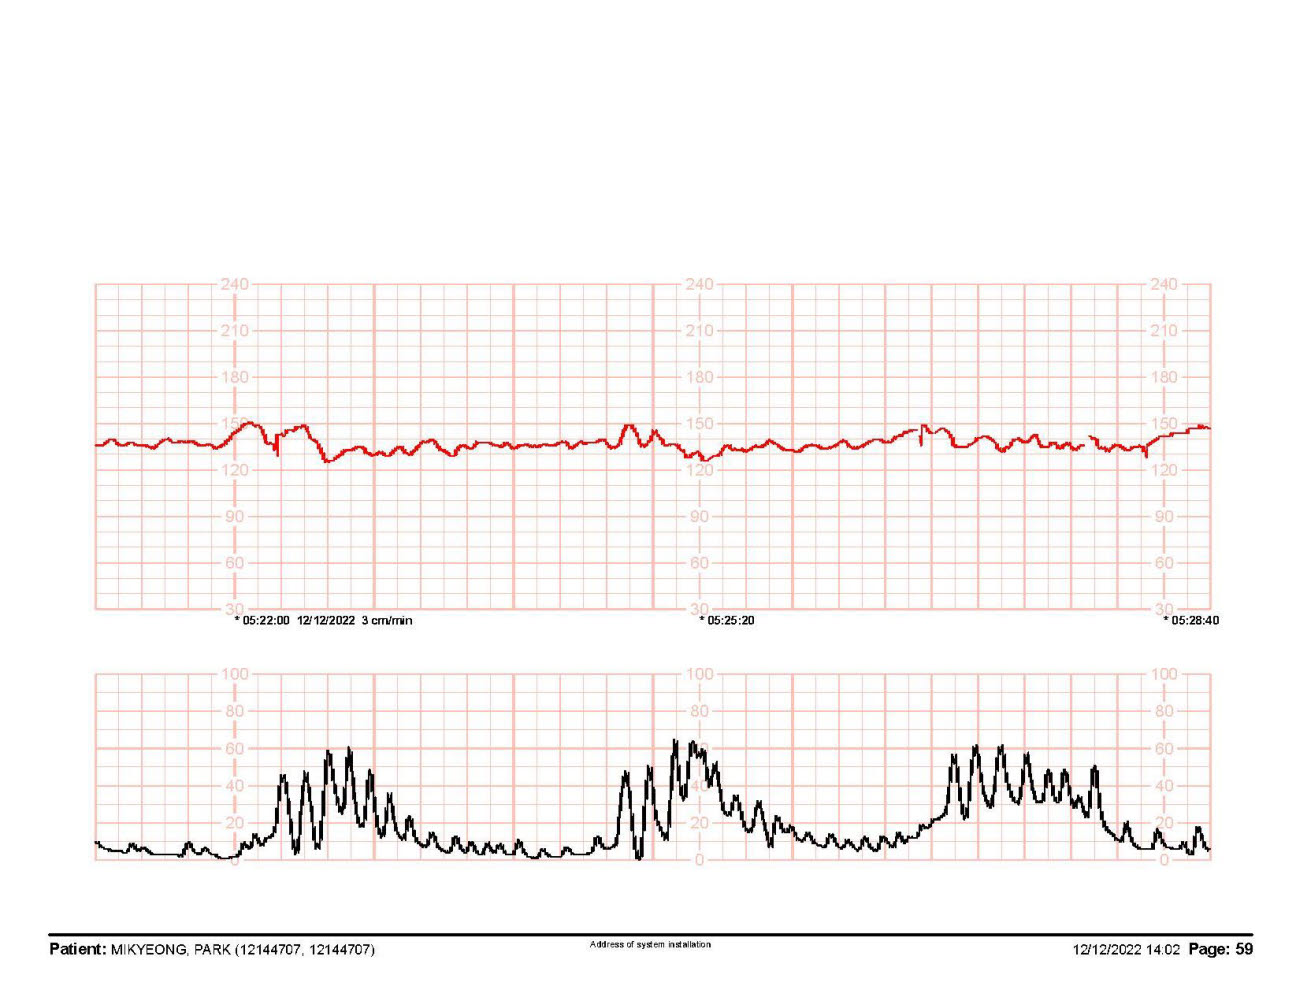 240 240 240
210 210 210
180 180 180
150 150 150
120 120 120
90 90 90
60 60 60
30 30 30
* 05:22:00 12/12/2022 3 cm/min * 05:25:20 * 05:28:40
100 100 100
80 80 80
60 60 60
40 40 40
20 20 20
0 0 0
Patient: MIKYEONG, PARK (12144707, 12144707) Address of system installation 12/12/2022 14:02 Page: 59